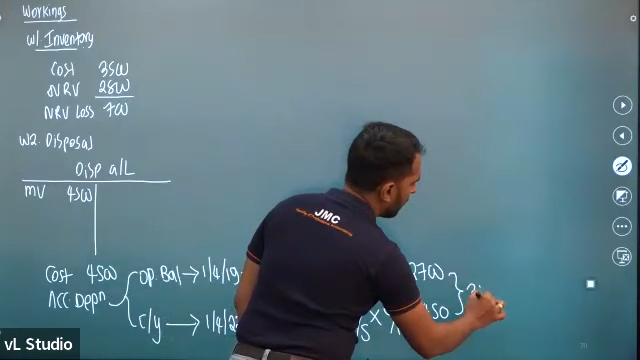 Workings
w1 Inventory
Cost 3500
NRV 2800
NRV Loss 700
W2. Disposal
Disp a/L
MV 4500
Cost 4500
Acc Depn
Op. Bal → 1/4/19
2700
C/y → 1/4/2
450
JMC
vL Studio